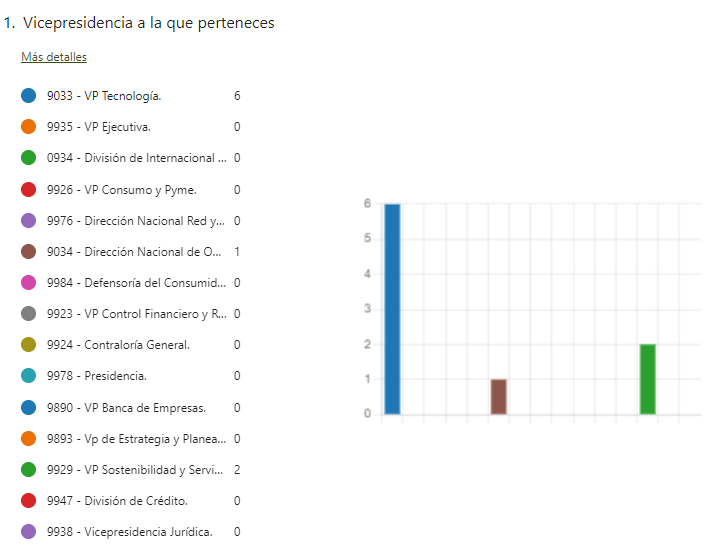 1. Vicepresidencia a la que perteneces
Más detalles
9033 - VP Tecnología. 6
9935 - VP Ejecutiva. 0
0934 - División de Internacional ... 0
9926 - VP Consumo y Pyme. 0
9976 - Dirección Nacional Red y... 0
9034 - Dirección Nacional de O... 1
9984 - Defensoría del Consumid... 0
9923 - VP Control Financiero y R... 0
9924 - Contraloría General. 0
9978 - Presidencia. 0
9890 - VP Banca de Empresas. 0
9893 - Vp de Estrategia y Planea... 0
9929 - VP Sostenibilidad y Servi... 2
9947 - División de Crédito. 0
9938 - Vicepresidencia Jurídica. 0
6
5
4
3
2
1
0